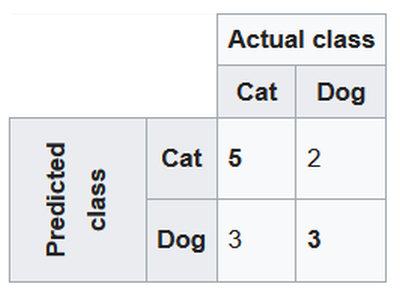 Actual class
Cat Dog
Predicted
class
Cat 5 2
Dog 3 3